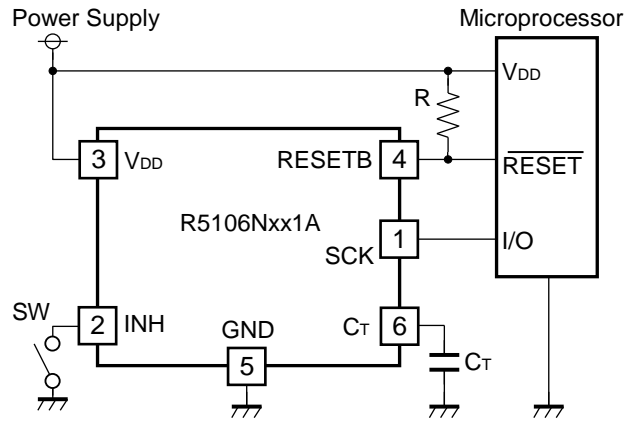 Power Supply
Microprocessor
VDD
R
3
VDD
RESETB
4
RESET
R5106Nxx1A
1
SCK
I/O
SW
2
INH
GND
CT
6
5
CT